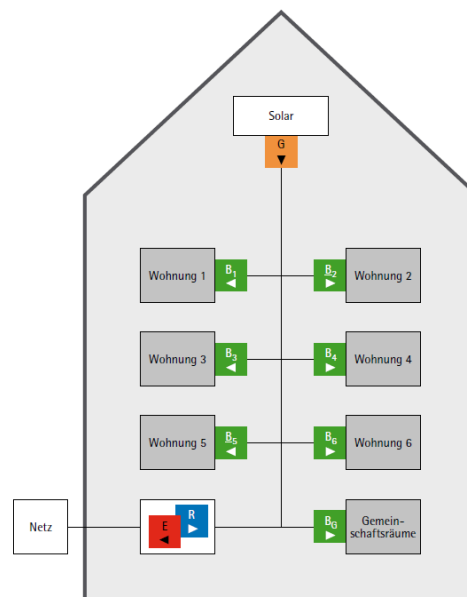 Solar
G
Wohnung 1
B1
B2
Wohnung 2
Wohnung 3
B3
B4
Wohnung 4
Wohnung 5
B5
B6
Wohnung 6
Netz
E
R
BG
Gemein-
schaftsräume